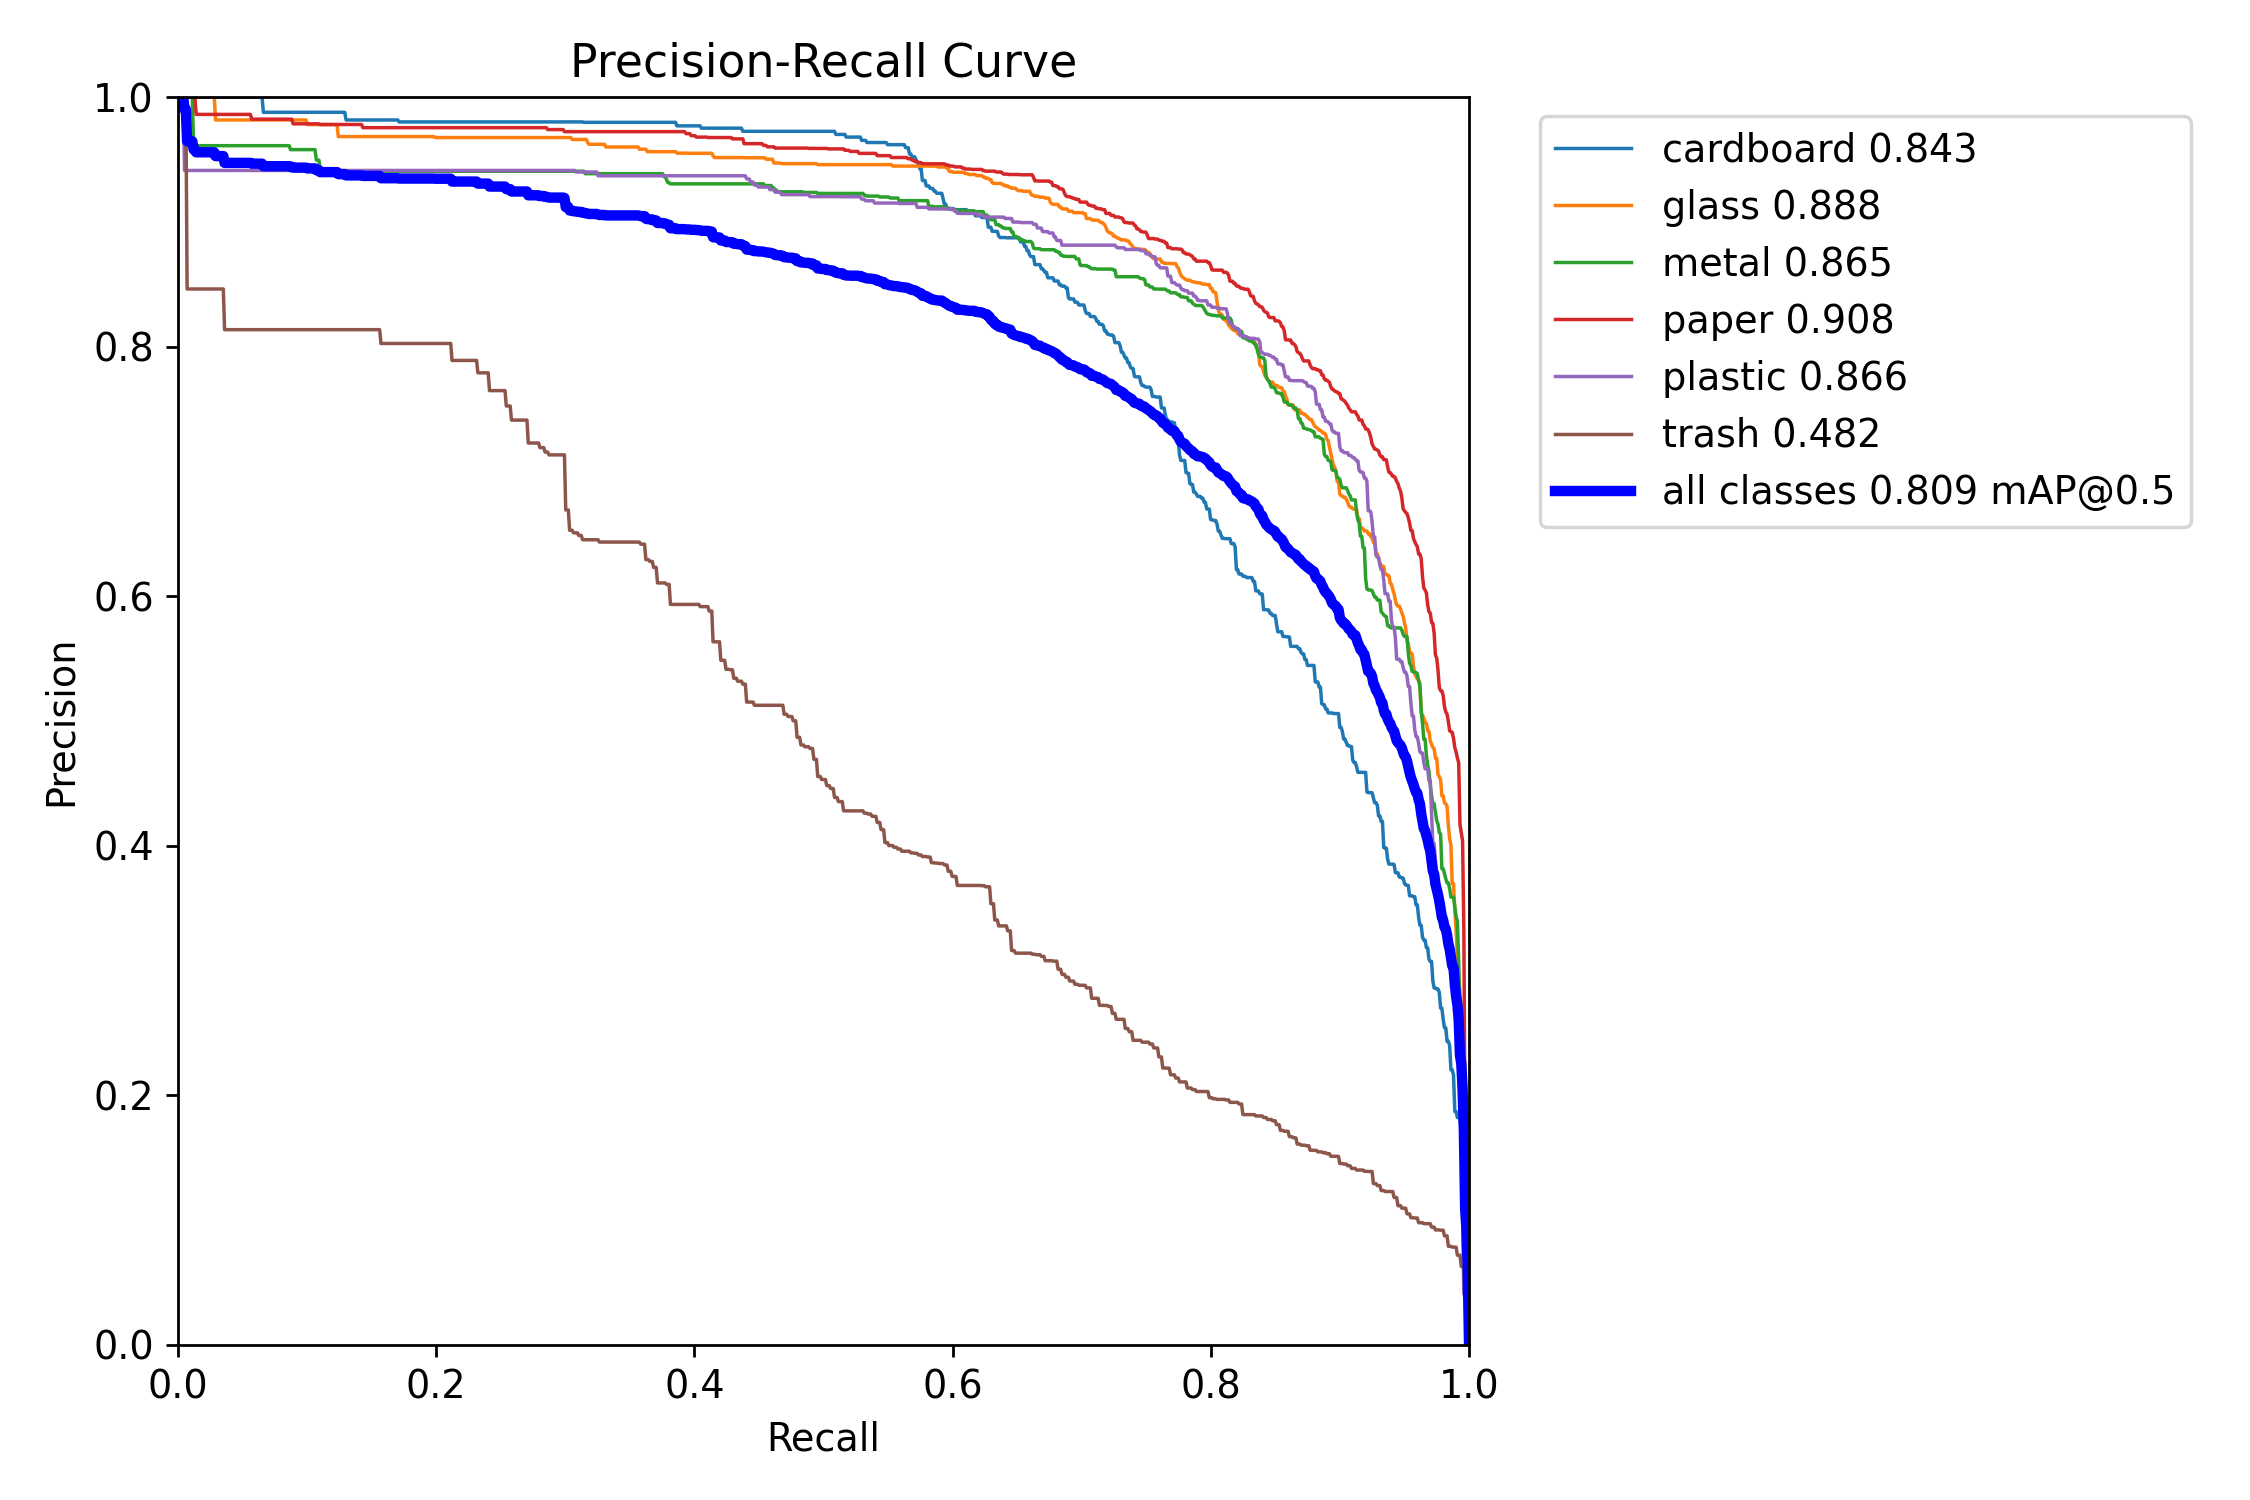 Precision-Recall Curve
1.0
0.8
0.6
0.4
0.2
0.0
Precision
0.0 0.2 0.4 0.6 0.8 1.0
Recall
cardboard 0.843
glass 0.888
metal 0.865
paper 0.908
plastic 0.866
trash 0.482
all classes 0.809 mAP@0.5